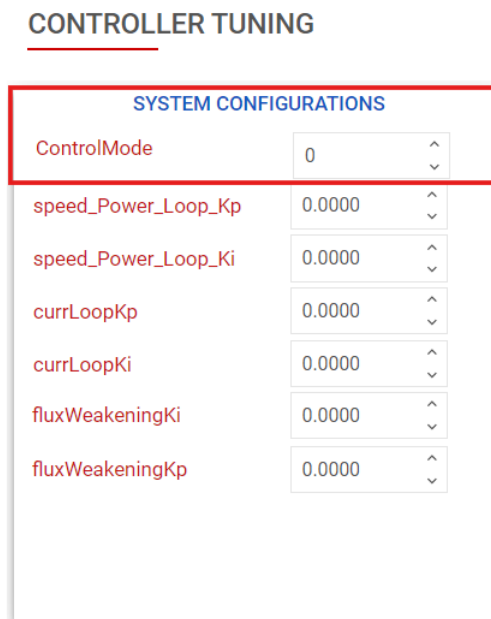 CONTROLLER TUNING
SYSTEM CONFIGURATIONS
ControlMode 0
speed_Power_Loop_Kp 0.0000
speed_Power_Loop_Ki 0.0000
currLoopKp 0.0000
currLoopKi 0.0000
fluxWeakeningKi 0.0000
fluxWeakeningKp 0.0000